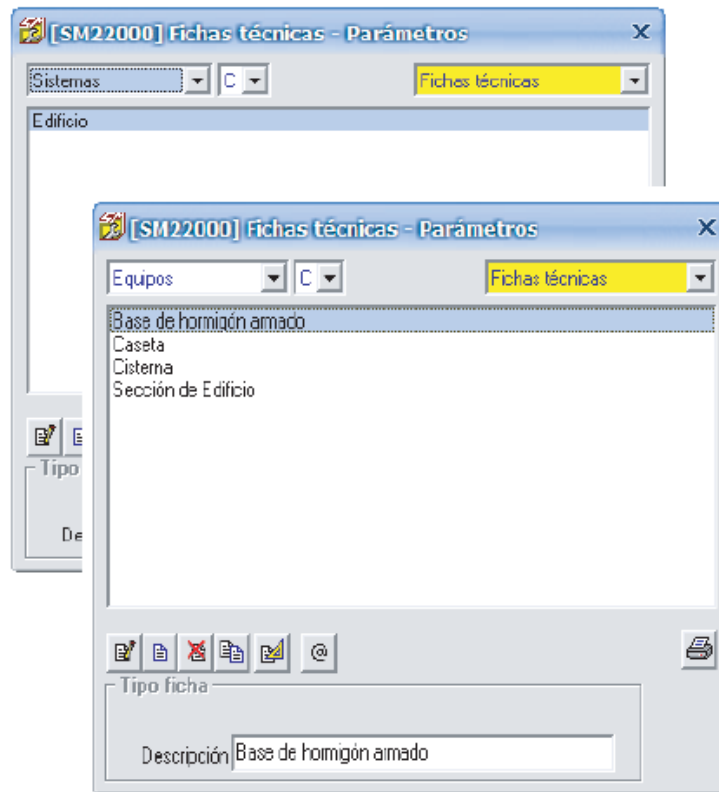 [SM22000] Fichas técnicas - Parámetros
Sistemas C Fichas técnicas
Edificio
Tipo
De
[SM22000] Fichas técnicas - Parámetros
Equipos C Fichas técnicas
Base de hormigón armado
Caseta
Cisterna
Sección de Edificio
@
Tipo ficha
Descripción Base de hormigón armado